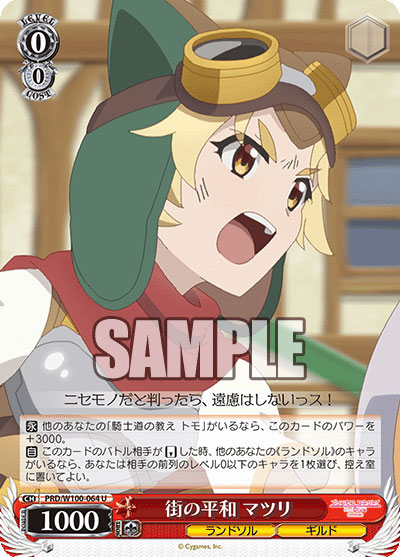 LEVEL
0
0
COST
SAMPLE
ニセモノだと判ったら、遠慮はしないっス！
永 他のあなたの「騎士道の教え トモ」がいるなら、このカードのパワーを
＋3000。
自 このカードのバトル相手が した時、他のあなたの《ランドソル》のキャラ
がいるなら、あなたは相手の前列のレベル0以下のキャラを1枚選び、控え室
に置いてよい。
CH PRD/W100-064 U
1000
SOUL
街の平和 マツリ
ランドソル
ギルド
© Cygames, Inc.